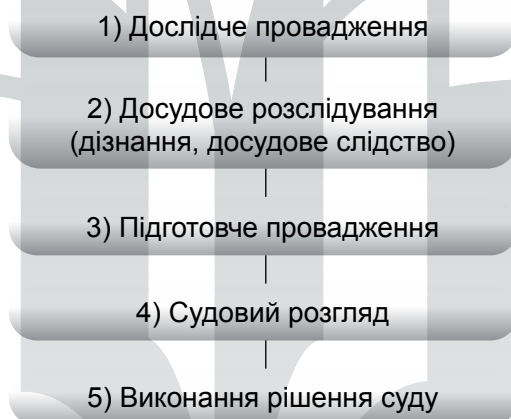 1) Дослідче провадження
2) Досудове розслідування
(дізнання, досудове слідство)
3) Підготовче провадження
4) Судовий розгляд
5) Виконання рішення суду